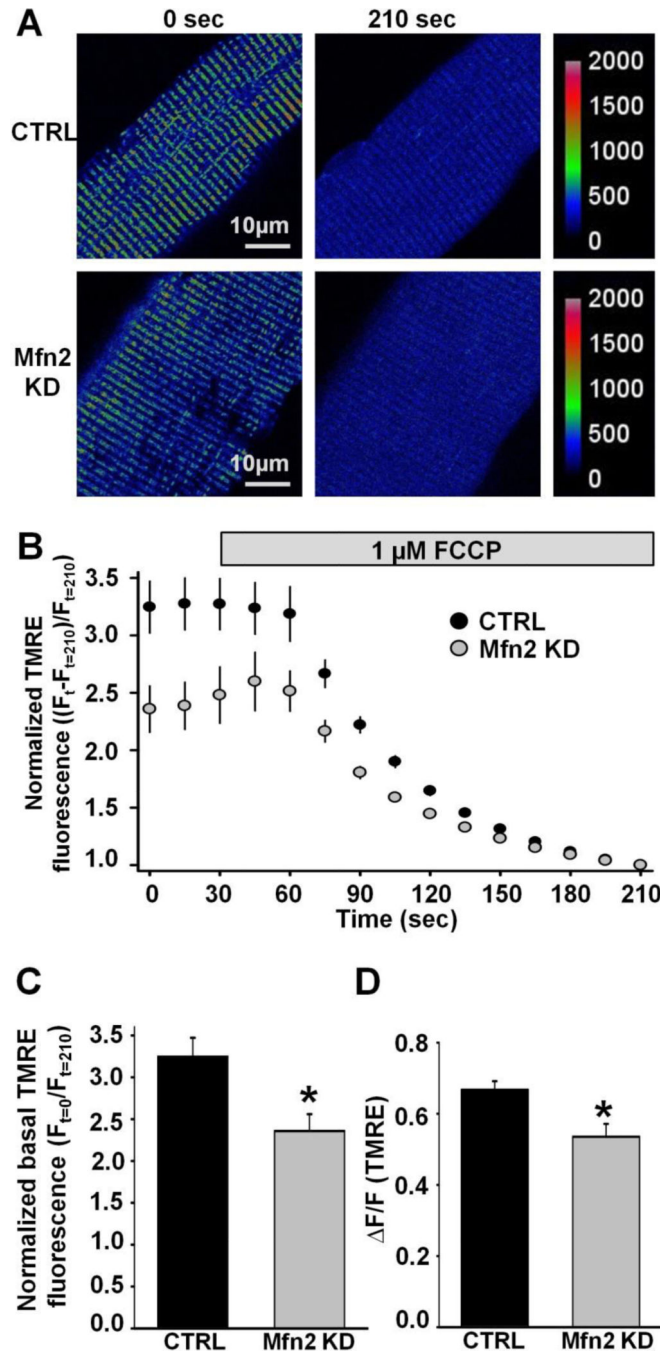 A
0 sec 210 sec
CTRL
10µm
2000
1500
1000
500
0
Mfn2
KD
10µm
2000
1500
1000
500
0
B
1 µM FCCP
Normalized TMRE
fluorescence ((Ft-Ft=210)/Ft=210)
3.5
3.0
2.5
2.0
1.5
1.0
CTRL
Mfn2 KD
0 30 60 90 120 150 180 210
Time (sec)
C
Normalized basal TMRE
fluorescence (Ft=0/Ft=210)
3.5
3.0
2.5
2.0
1.5
1.0
0.5
0.0
*
CTRL Mfn2 KD
D
ΔF/F (TMRE)
0.8
0.6
0.4
0.2
0.0
*
CTRL Mfn2 KD